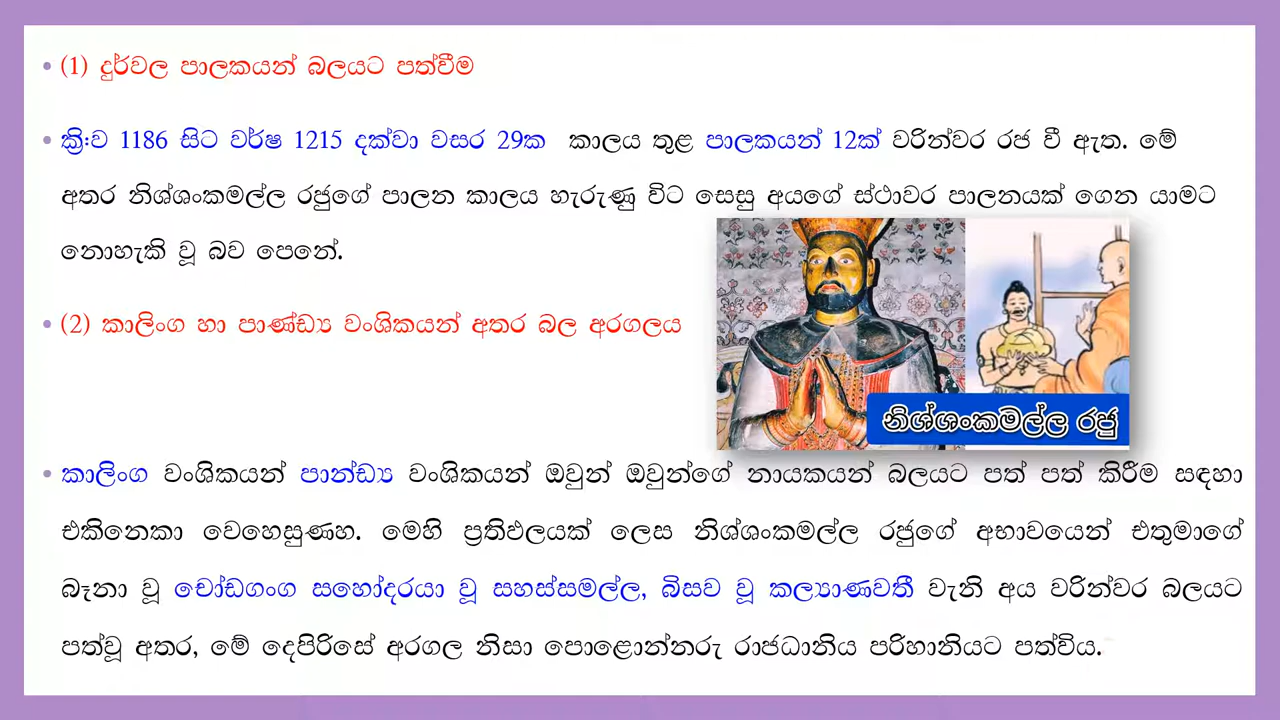 (1) දුර්වල පාලකයන් බලයට පත්වීම
ක්‍රි:ව 1186 සිට වර්ෂ 1215 දක්වා වසර 29ක කාලය තුළ පාලකයන් 12ක් වරින්වර රජ වී ඇත. මේ
අතර නිශ්ශංකමල්ල රජුගේ පාලන කාලය හැරුණු විට සෙසු අයගේ ස්ථාවර පාලනයක් ගෙන යාමට
නොහැකි වූ බව පෙනේ.
(2) කාලිංග හා පාණ්ඩ්‍ය වංශිකයන් අතර බල අරගලය
නිශ්ශංකමල්ල රජු
කාලිංග වංශිකයන් පාන්ඩ්‍ය වංශිකයන් ඔවුන් ඔවුන්ගේ නායකයන් බලයට පත් පත් කිරීම සඳහා
එකිනෙකා වෙහෙසුණහ. මෙහි ප්‍රතිඵලයක් ලෙස නිශ්ශංකමල්ල රජුගේ අභාවයෙන් එතුමාගේ
බෑනා වූ චෝඩගංග සහෝදරයා වූ සහස්සමල්ල, බිසව වූ කල්‍යාණවතී වැනි අය වරින්වර බලයට
පත්වූ අතර, මේ දෙපිරිසේ අරගල නිසා පොළොන්නරු රාජධානිය පරිහානියට පත්විය.